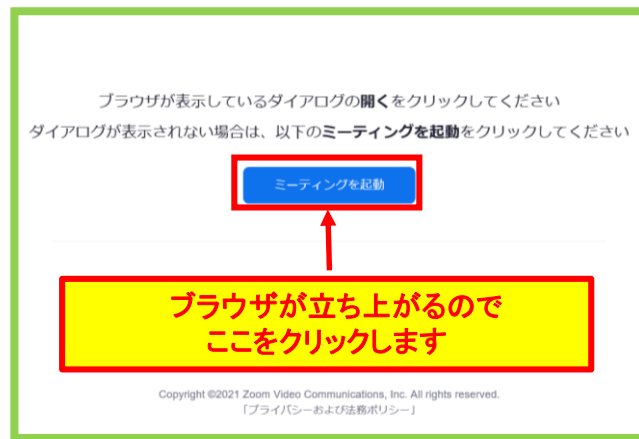 ブラウザが表示しているダイアログの開くをクリックしてください
ダイアログが表示されない場合は、以下のミーティングを起動をクリックしてください
ミーティングを起動
ブラウザが立ち上がるので
ここをクリックします
Copyright ©2021 Zoom Video Communications, Inc. All rights reserved.
「プライバシーおよび法務ポリシー」